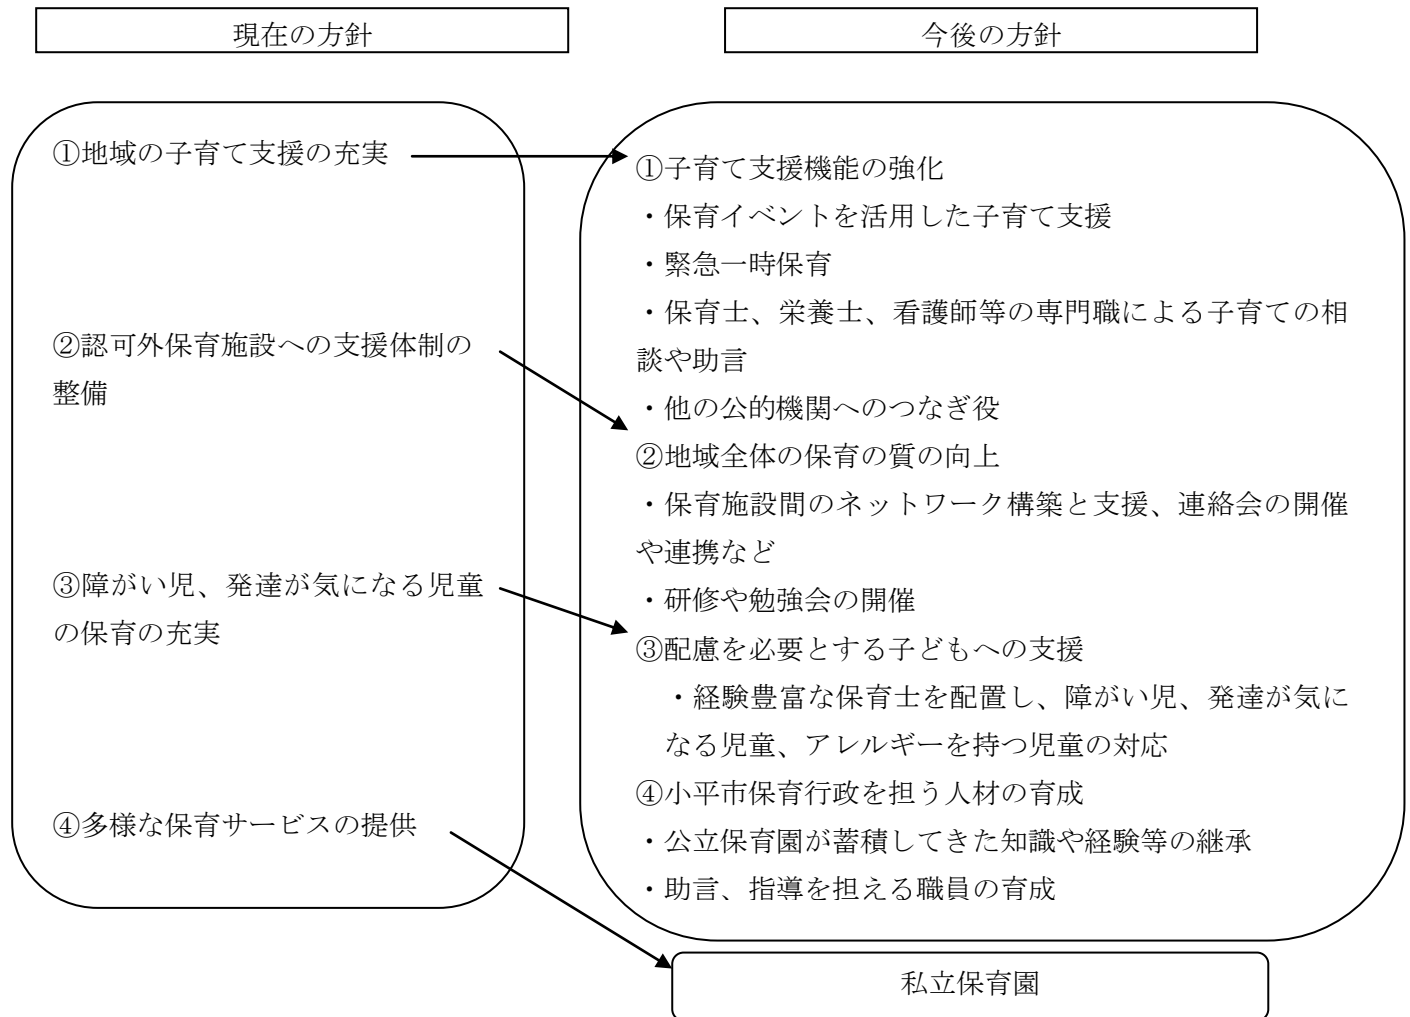 現在の方針
今後の方針
①地域の子育て支援の充実
②認可外保育施設への支援体制の
整備
③障がい児、発達が気になる児童
の保育の充実
④多様な保育サービスの提供
①子育て支援機能の強化
・保育イベントを活用した子育て支援
・緊急一時保育
・保育士、栄養士、看護師等の専門職による子育ての相
談や助言
・他の公的機関へのつなぎ役
②地域全体の保育の質の向上
・保育施設間のネットワーク構築と支援、連絡会の開催
や連携など
・研修や勉強会の開催
③配慮を必要とする子どもへの支援
・経験豊富な保育士を配置し、障がい児、発達が気に
なる児童、アレルギーを持つ児童の対応
④小平市保育行政を担う人材の育成
・公立保育園が蓄積してきた知識や経験等の継承
・助言、指導を担える職員の育成
私立保育園